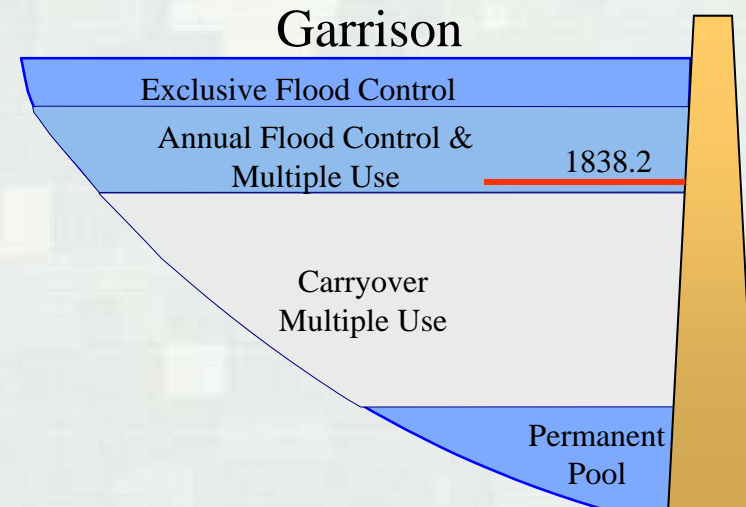 Garrison
Exclusive Flood Control
Annual Flood Control &
Multiple Use
1838.2
Carryover
Multiple Use
Permanent
Pool